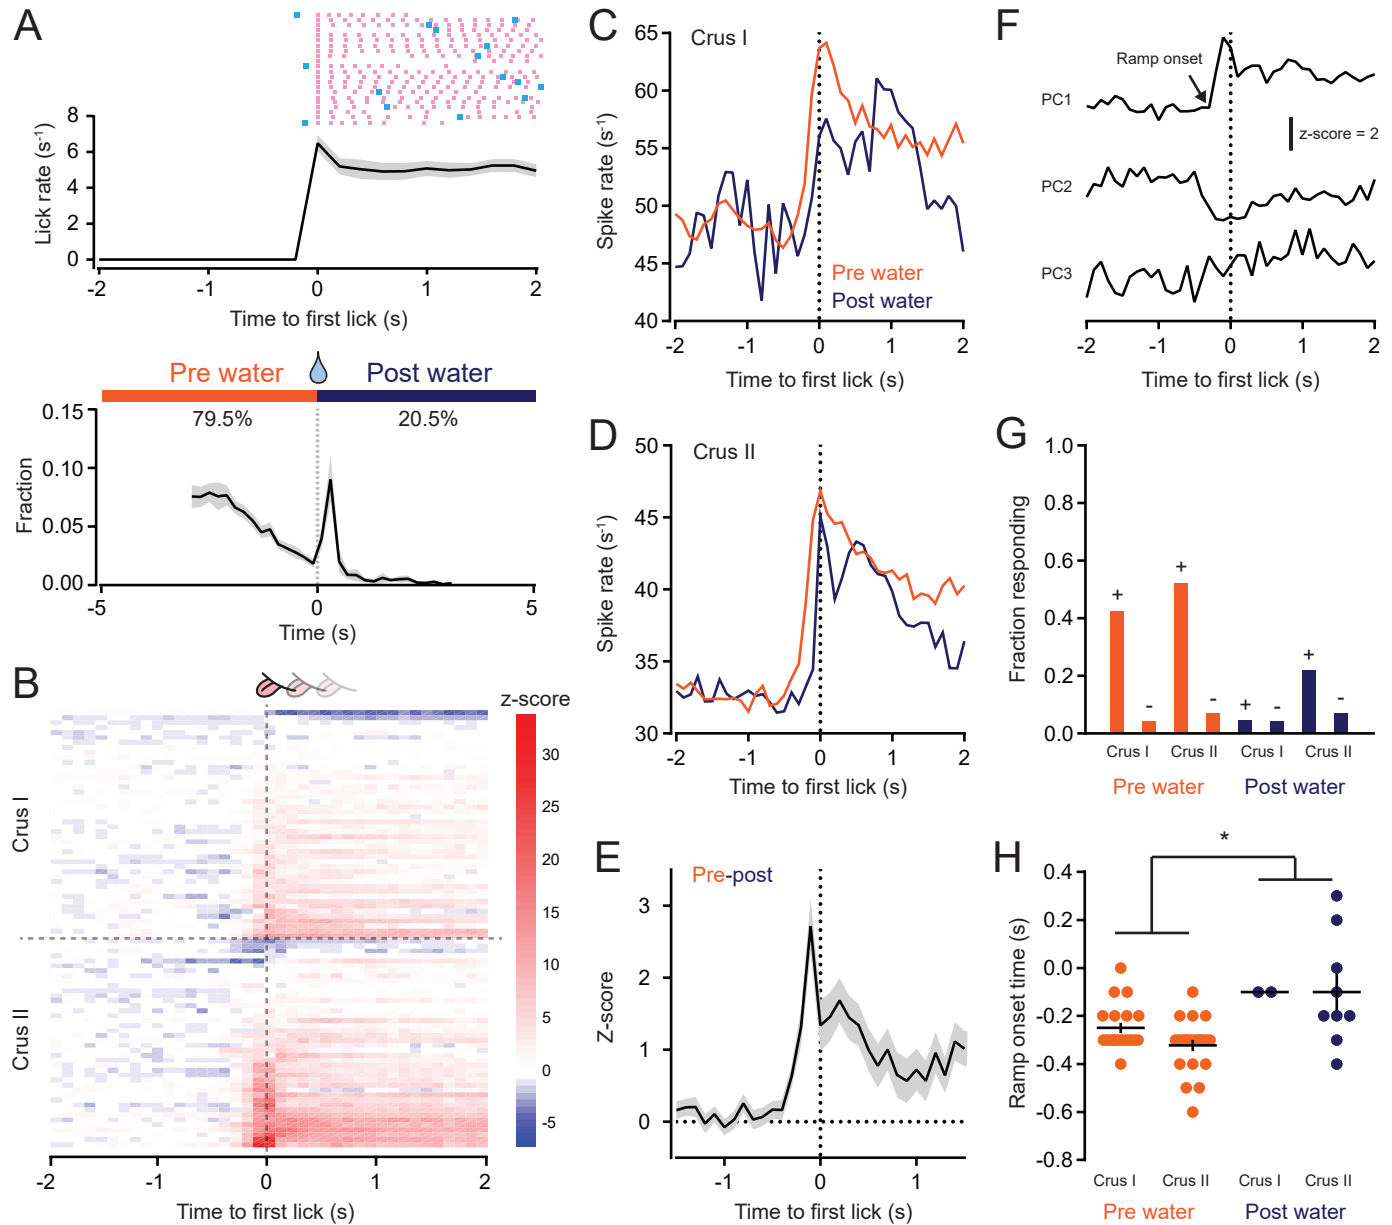 A
8
6
4
2
0
Lick rate (s⁻¹)
-2
-1
0
1
2
Time to first lick (s)
Pre water
Post water
79.5%
20.5%
0.15
0.10
0.05
0.00
Fraction
-5
0
5
Time (s)
B
z-score
30
25
20
15
10
5
0
-5
Crus I
Crus II
-2
-1
0
1
2
Time to first lick (s)
C
Crus I
65
60
55
50
45
40
Spike rate (s⁻¹)
Pre water
Post water
-2
-1
0
1
2
Time to first lick (s)
D
Crus II
50
45
40
35
30
Spike rate (s⁻¹)
-2
-1
0
1
2
Time to first lick (s)
E
Pre-post
3
2
1
0
Z-score
-1
0
1
Time to first lick (s)
F
Ramp onset
PC1
z-score = 2
PC2
PC3
-2
-1
0
1
2
Time to first lick (s)
G
1.0
0.8
0.6
0.4
0.2
0.0
Fraction responding
+
-
+
-
+
-
+
-
Crus I
Crus II
Crus I
Crus II
Pre water
Post water
H
*
0.4
0.2
0.0
-0.2
-0.4
-0.6
-0.8
Ramp onset time (s)
Crus I
Crus II
Crus I
Crus II
Pre water
Post water